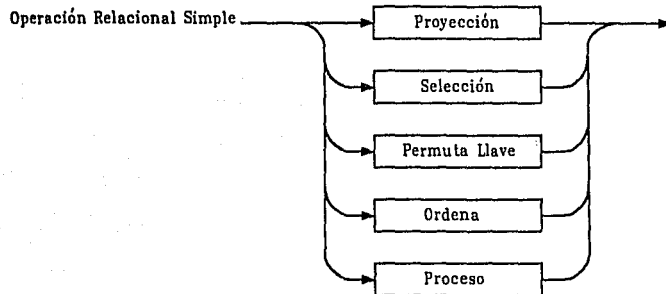 Operación Relacional Simple
Proyección
Selección
Permuta Llave
Ordena
Proceso